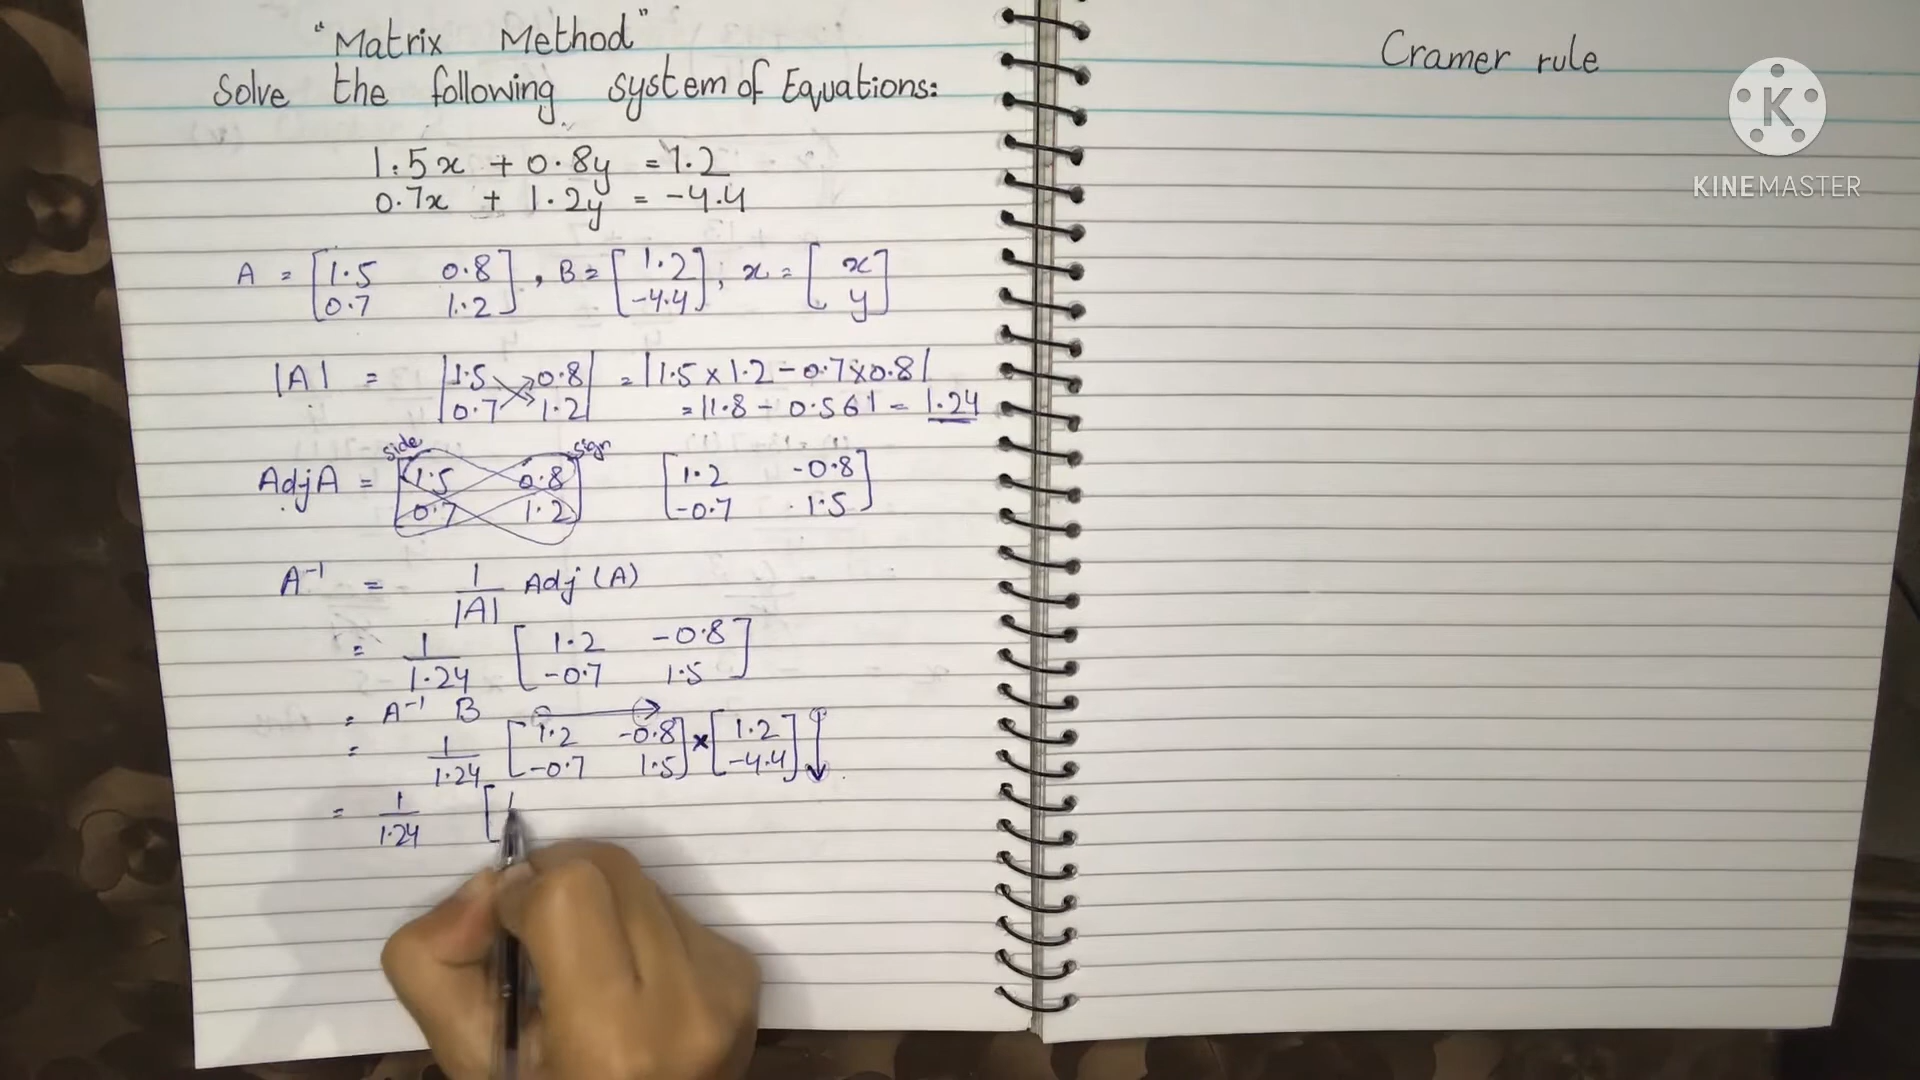 "Matrix Method"
Solve the following system of Equations:
1.5x + 0.8y = 1.2
0.7x + 1.2y = -4.4
A = [1.5 0.8], B = [1.2]; x = [x]
[0.7 1.2] [-4.4] [y]
|A| = |1.5 0.8| = |1.5 × 1.2 - 0.7 × 0.8|
|0.7 1.2| = |1.8 - 0.56| = 1.24
side sign
Adj A = [1.5 0.8] [1.2 -0.8]
[0.7 1.2] [-0.7 1.5]
A⁻¹ = 1/|A| Adj (A)
= 1/1.24 [1.2 -0.8]
[-0.7 1.5]
= A⁻¹ B
= 1/1.24 [1.2 -0.8] × [1.2]
[-0.7 1.5] [-4.4]
= 1/1.24 [1
Cramer rule
K
KINEMASTER